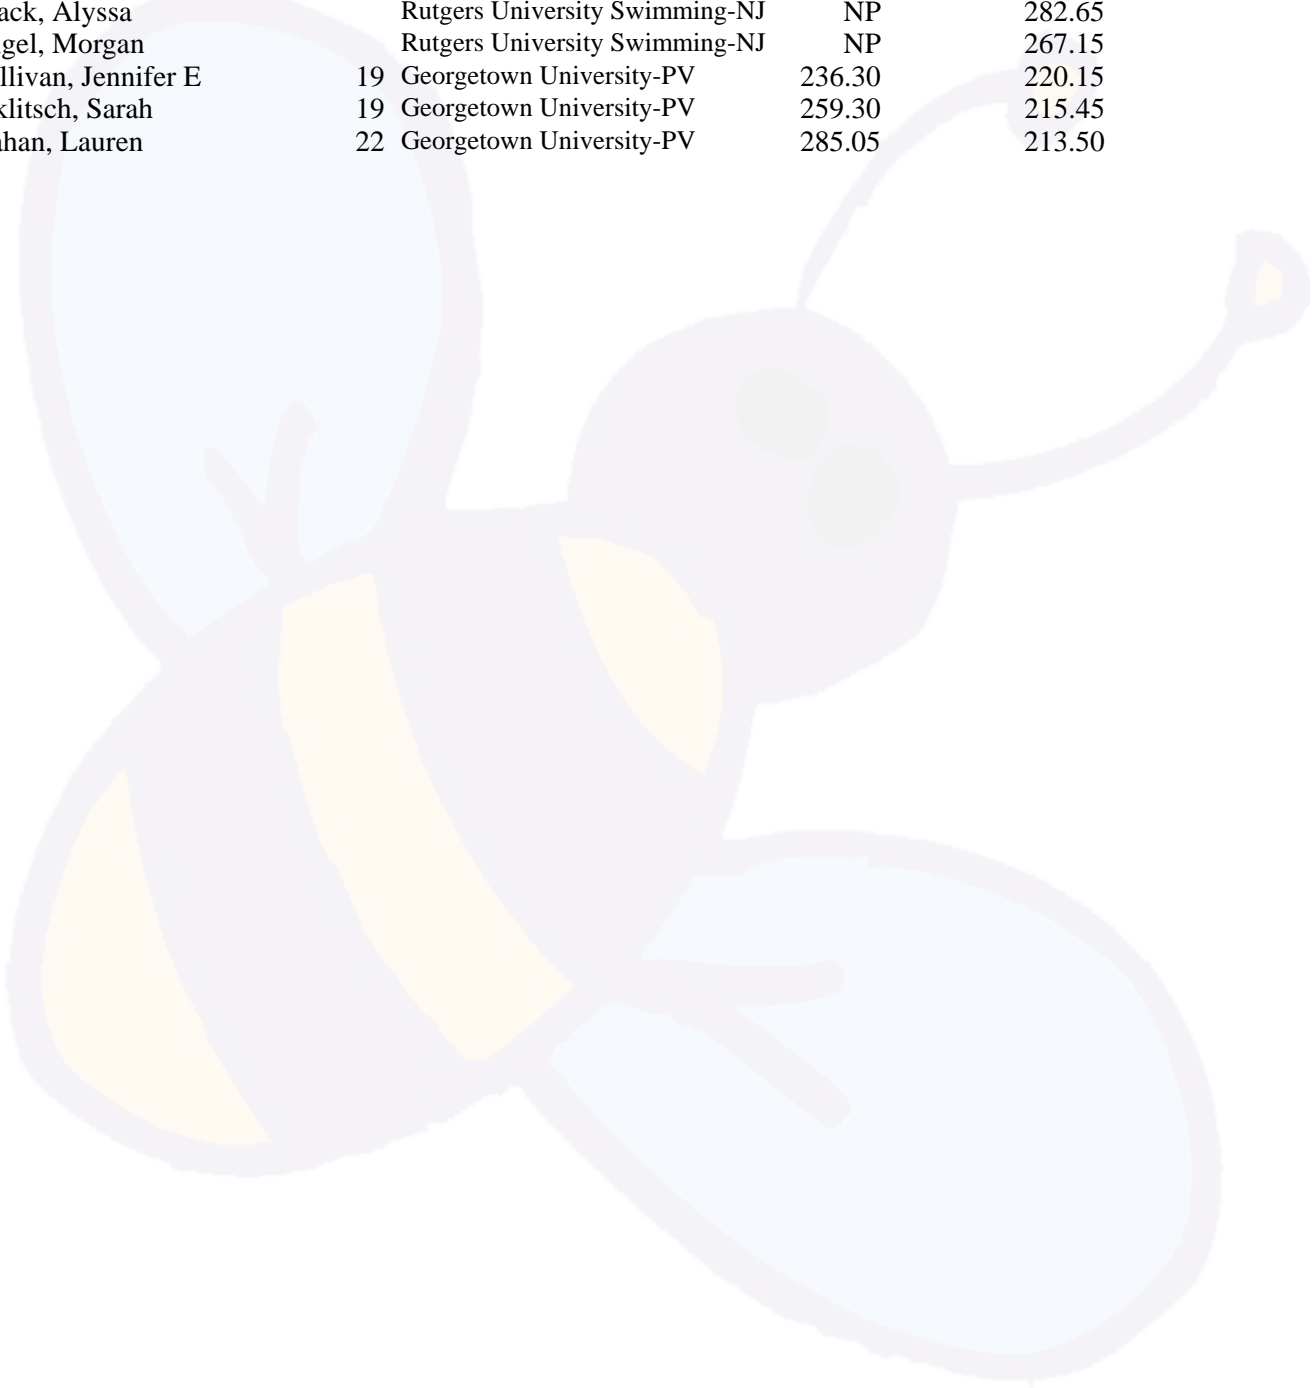 ack, Alyssa Rutgers University Swimming-NJ NP 282.65
gel, Morgan Rutgers University Swimming-NJ NP 267.15
llivan, Jennifer E 19 Georgetown University-PV 236.30 220.15
klitsch, Sarah 19 Georgetown University-PV 259.30 215.45
ahan, Lauren 22 Georgetown University-PV 285.05 213.50